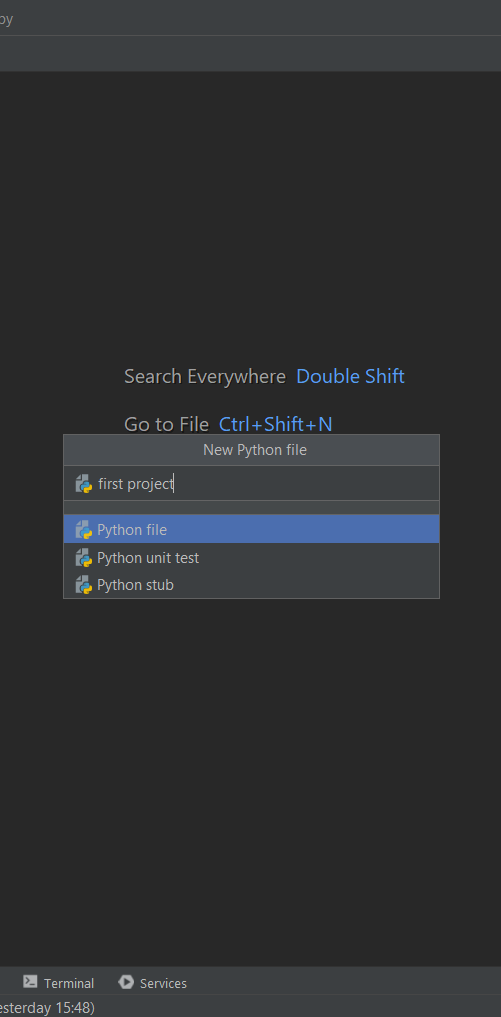 py
Search Everywhere Double Shift
Go to File Ctrl+Shift+N
New Python file
first project
Python file
Python unit test
Python stub
Terminal Services
esterday 15:48)